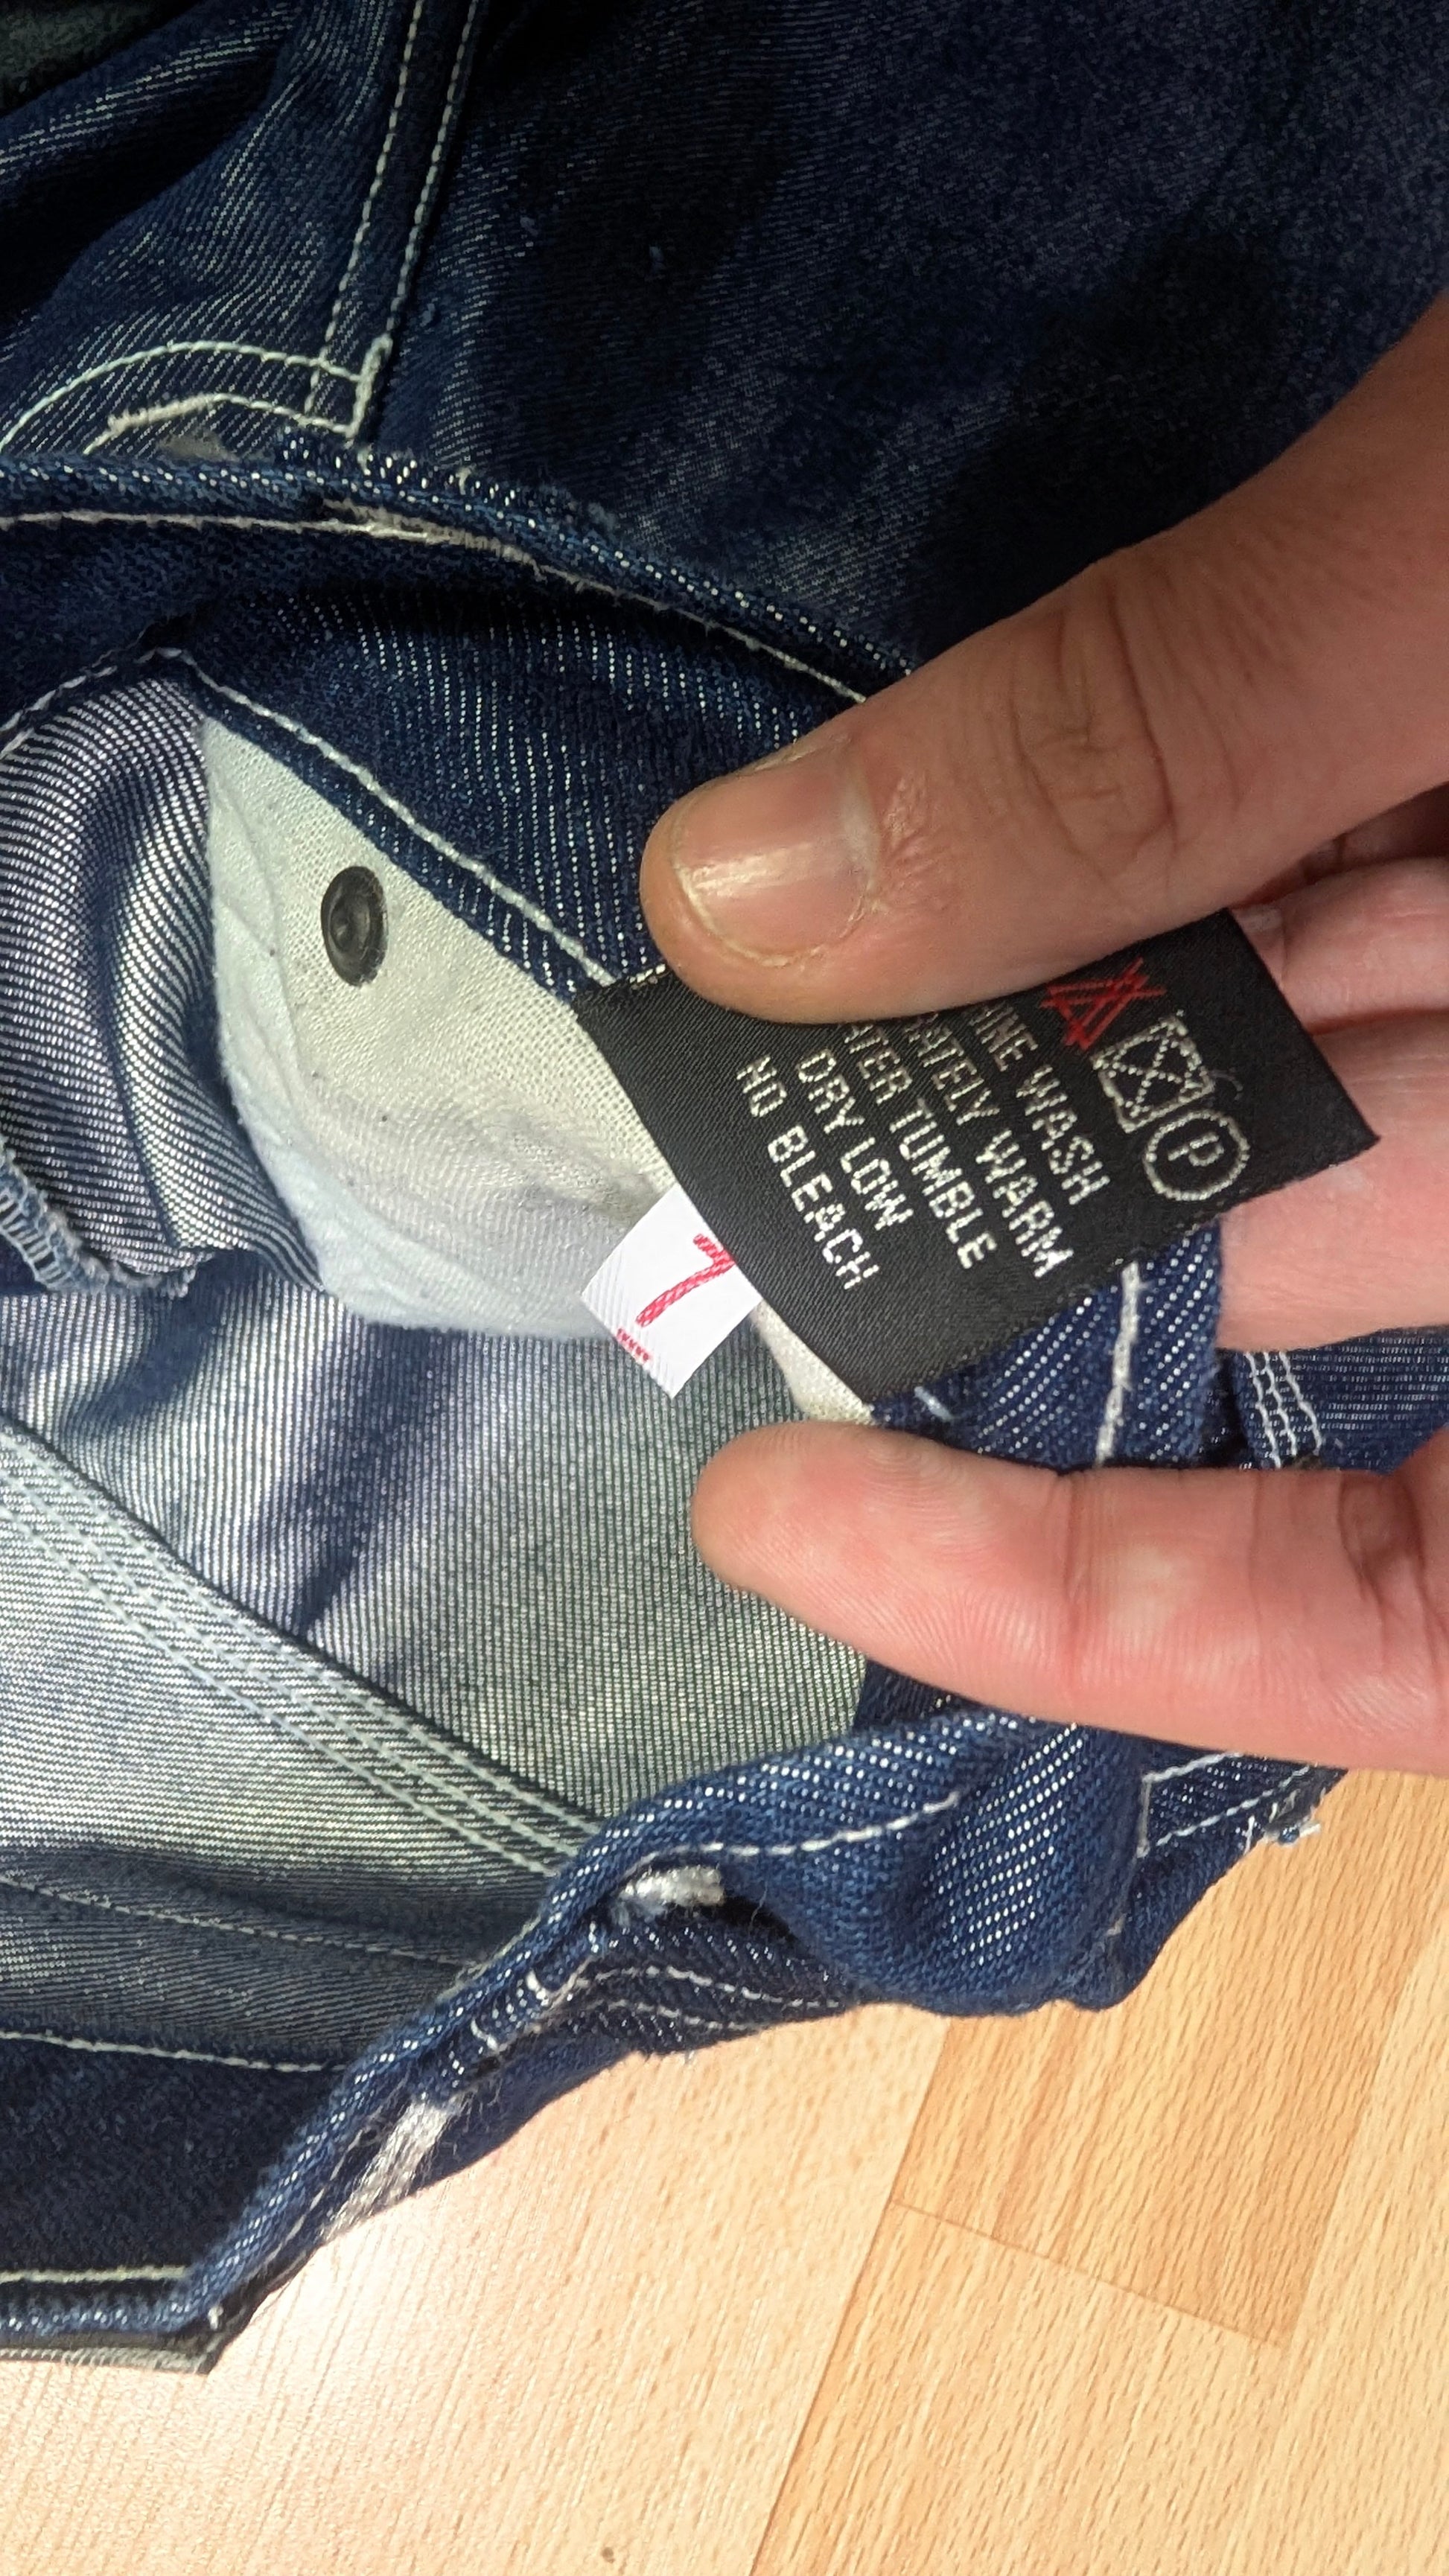 P
WASH
WARM
TUMBLE
DRY LOW
NO BLEACH
7